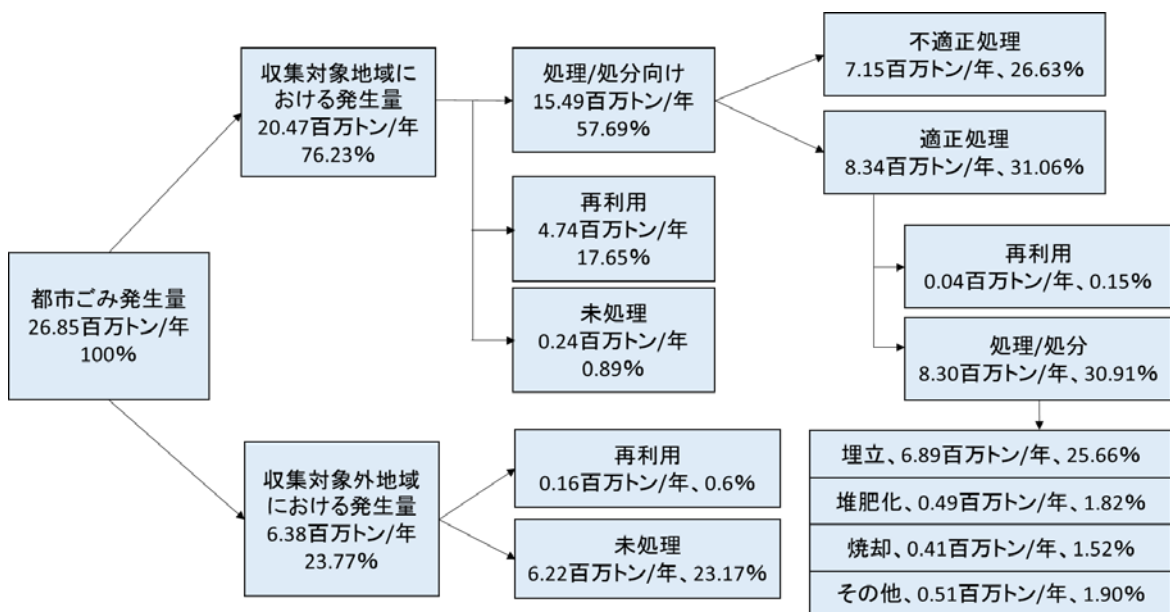 都市ごみ発生量
26.85百万トン/年
100%
収集対象地域に
おける発生量
20.47百万トン/年
76.23%
処理/処分向け
15.49百万トン/年
57.69%
不適正処理
7.15百万トン/年、26.63%
適正処理
8.34百万トン/年、31.06%
再利用
0.04百万トン/年、0.15%
処理/処分
8.30百万トン/年、30.91%
埋立、6.89百万トン/年、25.66%
堆肥化、0.49百万トン/年、1.82%
焼却、0.41百万トン/年、1.52%
その他、0.51百万トン/年、1.90%
再利用
4.74百万トン/年
17.65%
未処理
0.24百万トン/年
0.89%
収集対象外地域
における発生量
6.38百万トン/年
23.77%
再利用
0.16百万トン/年、0.6%
未処理
6.22百万トン/年、23.17%